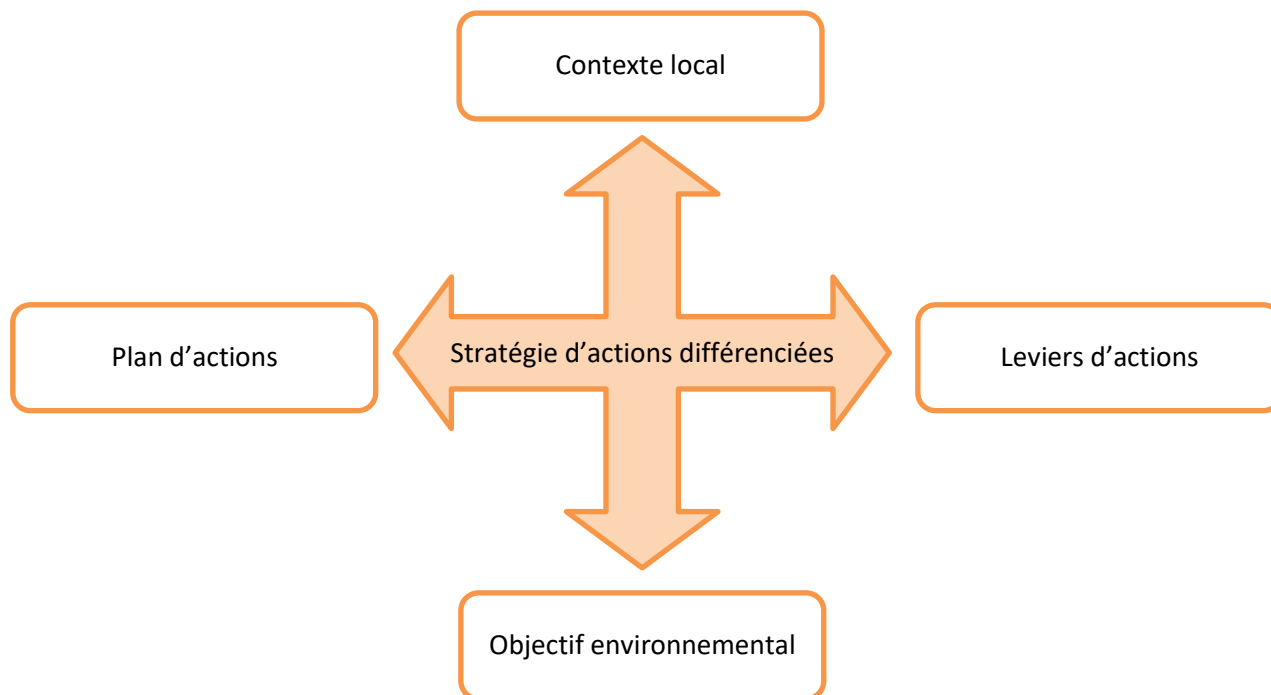 Contexte local
Plan d’actions
Stratégie d’actions différenciées
Leviers d’actions
Objectif environnemental